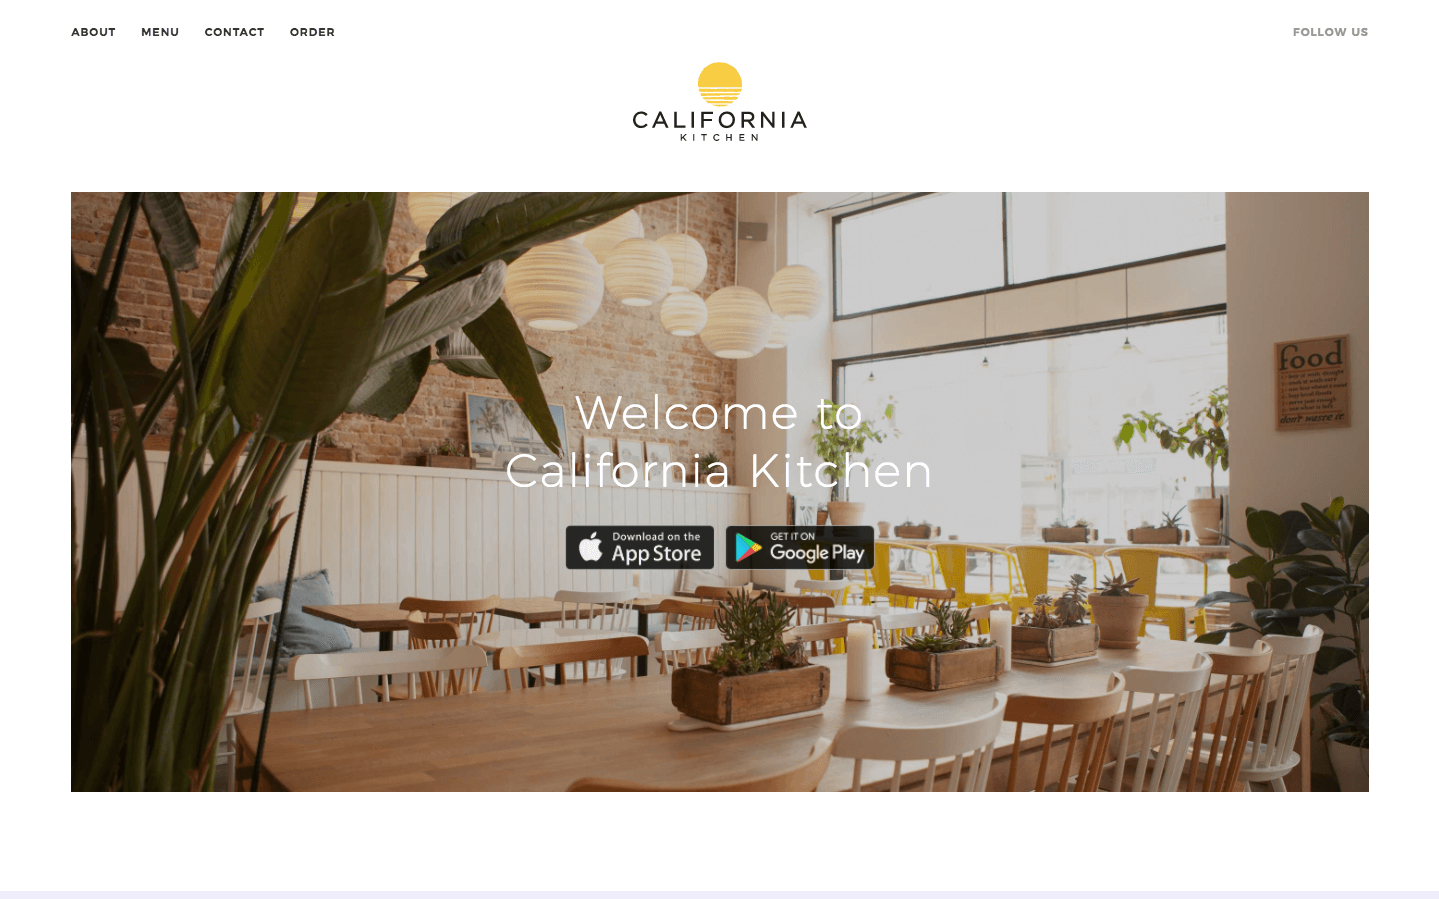 ABOUT MENU CONTACT ORDER FOLLOW US
CALIFORNIA
KITCHEN
food
don't waste it
Welcome to
California Kitchen
Download on the
App Store
GET IT ON
Google Play